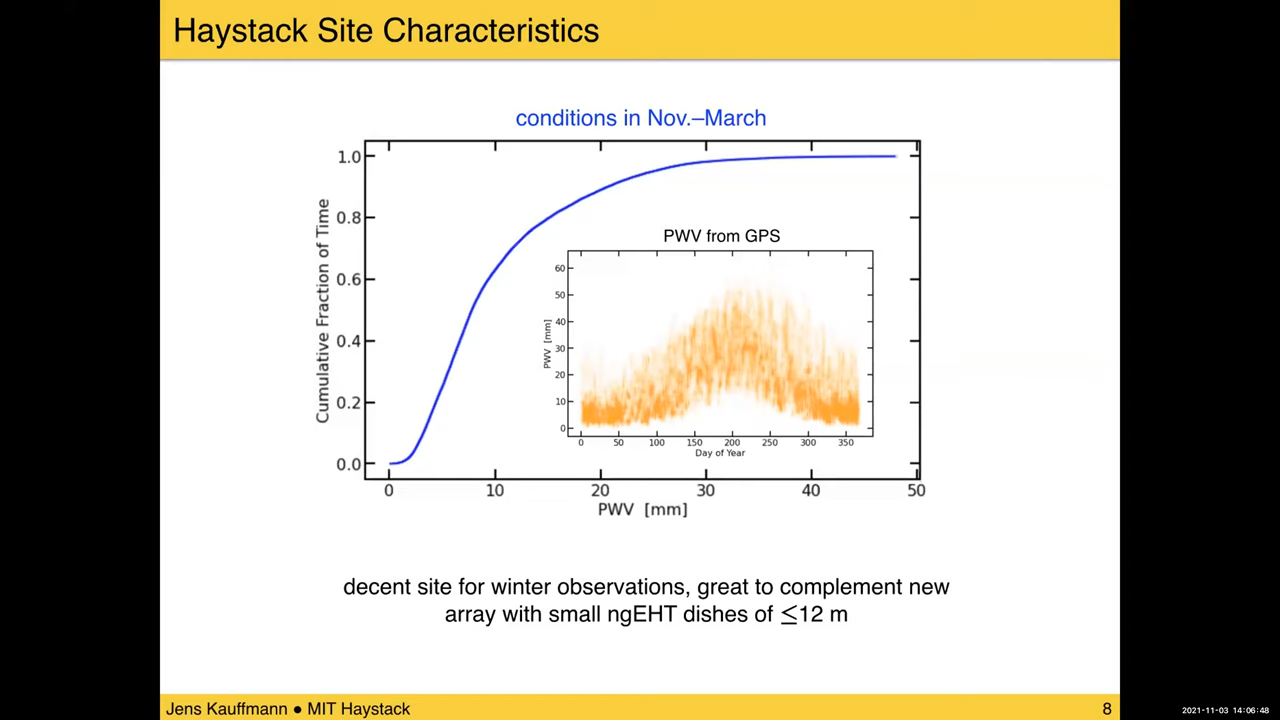 Haystack Site Characteristics
conditions in Nov.–March
1.0
0.8
0.6
0.4
0.2
0.0
Cumulative Fraction of Time
0 10 20 30 40 50
PWV [mm]
PWV from GPS
60
50
40
30
20
10
0
PWV [mm]
0 50 100 150 200 250 300 350
Day of Year
decent site for winter observations, great to complement new
array with small ngEHT dishes of ≤12 m
Jens Kauffmann ● MIT Haystack
8
2021-11-03 14:06:48